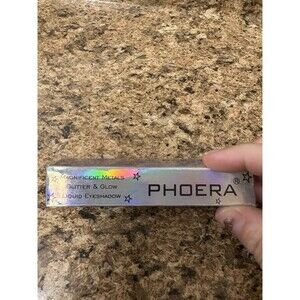 Magnificent Metals
Glitter & Glow
Liquid Eyeshadow
PHOERA®